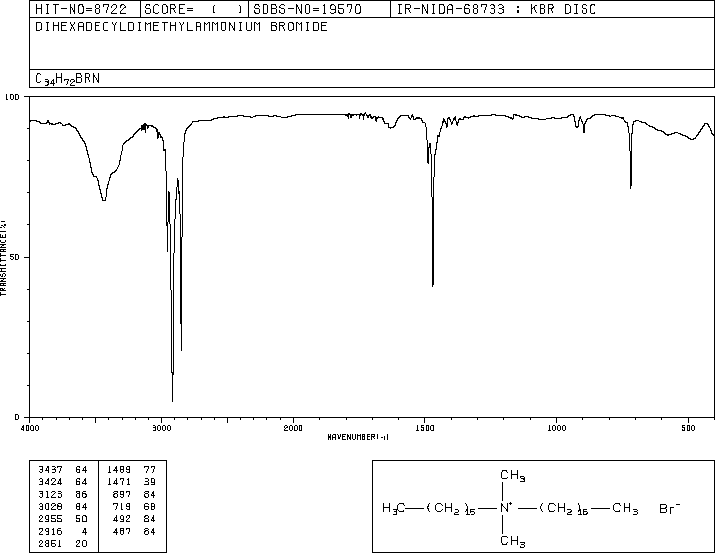 HIT-NO=8722 SCORE= ( ) SDBS-NO=19570 IR-NIDA-68733 : KBR DISC
DIHEXADECYLDIMETHYLAMMONIUM BROMIDE
C34H72BRN
100
TRANSMITTANCE(%)
50
0
4000 3000 2000 1500 1000 500
WAVENUMBER(-1)
3437 64 1489 77
3424 64 1471 39
3123 86 897 84
3028 84 719 68
2955 50 492 84
2916 4 487 84
2851 20
CH3
H3C—(CH2)15—N+—(CH2)15—CH3 Br−
CH3